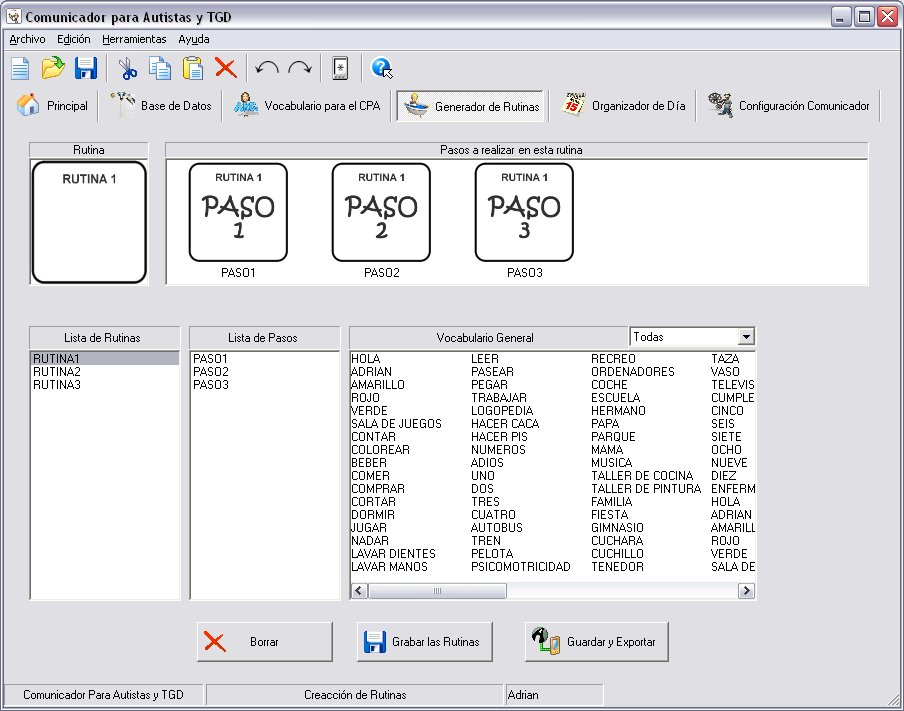 Comunicador para Autistas y TGD
Archivo Edición Herramientas Ayuda
Principal Base de Datos Vocabulario para el CPA Generador de Rutinas Organizador de Día Configuración Comunicador
15
Rutina
RUTINA 1
Pasos a realizar en esta rutina
RUTINA 1
PASO
1
PASO1
RUTINA 1
PASO
2
PASO2
RUTINA 1
PASO
3
PASO3
Lista de Rutinas
RUTINA1
RUTINA2
RUTINA3
Lista de Pasos
PASO1
PASO2
PASO3
Vocabulario General
Todas
HOLA
ADRIAN
AMARILLO
ROJO
VERDE
SALA DE JUEGOS
CONTAR
COLOREAR
BEBER
COMER
COMPRAR
CORTAR
DORMIR
JUGAR
NADAR
LAVAR DIENTES
LAVAR MANOS
LEER
PASEAR
PEGAR
TRABAJAR
LOGOPEDIA
HACER CACA
HACER PIS
NUMEROS
ADIOS
UNO
DOS
TRES
CUATRO
AUTOBUS
TREN
PELOTA
PSICOMOTRICIDAD
RECREO
ORDENADORES
COCHE
ESCUELA
HERMANO
PAPA
PARQUE
MAMA
MUSICA
TALLER DE COCINA
TALLER DE PINTURA
FAMILIA
FIESTA
GIMNASIO
CUCHARA
CUCHILLO
TENEDOR
TAZA
VASO
TELEVIS
CUMPLE
CINCO
SEIS
SIETE
OCHO
NUEVE
DIEZ
ENFERM
HOLA
ADRIAN
AMARILL
ROJO
VERDE
SALA DE
Borrar
Grabar las Rutinas
Guardar y Exportar
Comunicador Para Autistas y TGD
Creacción de Rutinas
Adrian